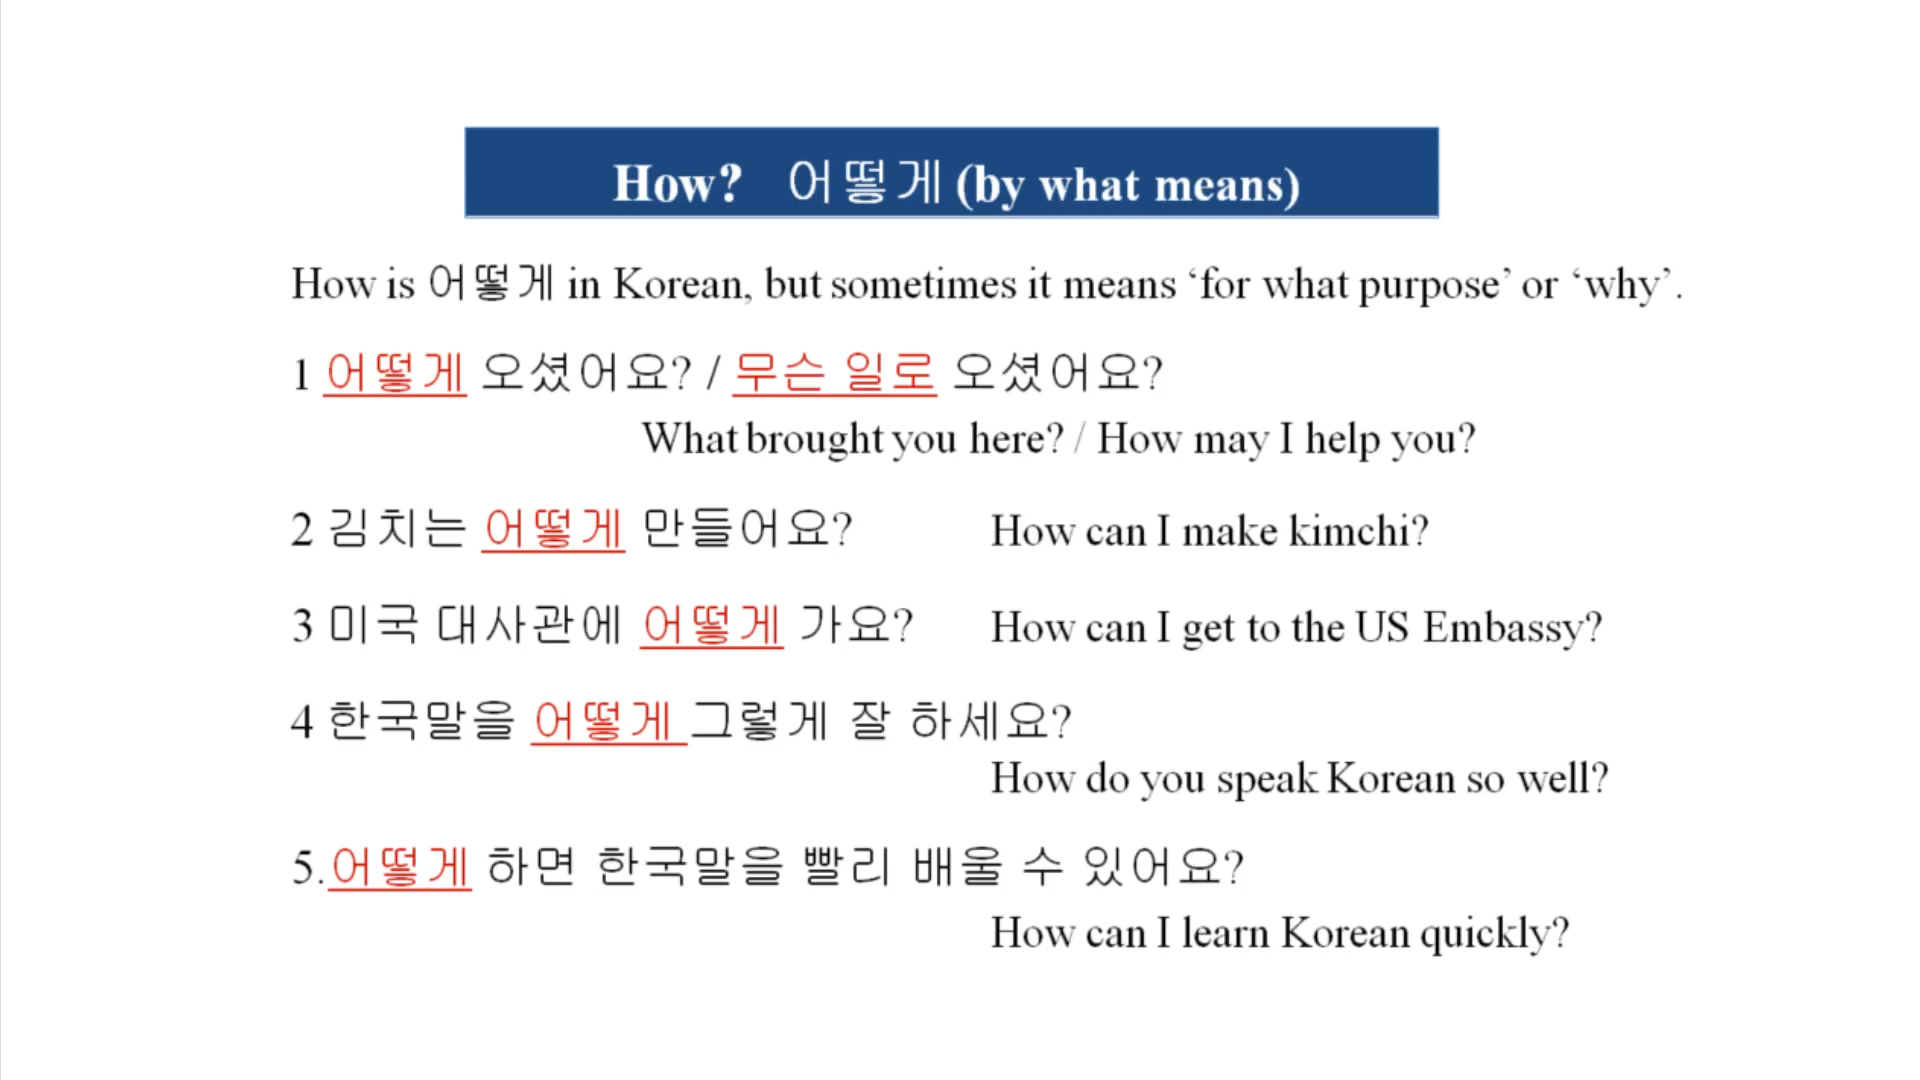 How? 어떻게 (by what means)
How is 어떻게 in Korean, but sometimes it means ‘for what purpose’ or ‘why’.
1 어떻게 오셨어요? / 무슨 일로 오셨어요?
What brought you here? / How may I help you?
2 김치는 어떻게 만들어요? How can I make kimchi?
3 미국 대사관에 어떻게 가요? How can I get to the US Embassy?
4 한국말을 어떻게 그렇게 잘 하세요?
How do you speak Korean so well?
5.어떻게 하면 한국말을 빨리 배울 수 있어요?
How can I learn Korean quickly?